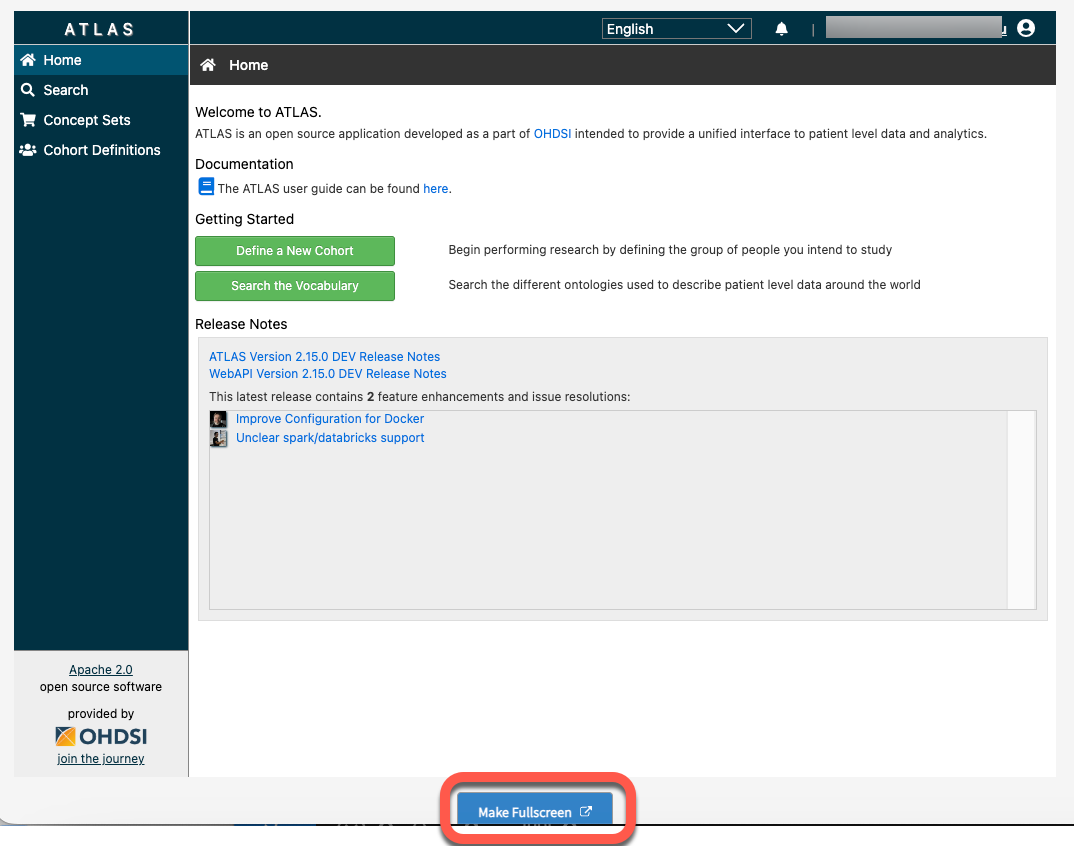 ATLAS
English
|
Home
Search
Concept Sets
Cohort Definitions
Home
Welcome to ATLAS.
ATLAS is an open source application developed as a part of OHDSI intended to provide a unified interface to patient level data and analytics.
Documentation
The ATLAS user guide can be found here.
Getting Started
Define a New Cohort
Begin performing research by defining the group of people you intend to study
Search the Vocabulary
Search the different ontologies used to describe patient level data around the world
Release Notes
ATLAS Version 2.15.0 DEV Release Notes
WebAPI Version 2.15.0 DEV Release Notes
This latest release contains 2 feature enhancements and issue resolutions:
Improve Configuration for Docker
Unclear spark/databricks support
Apache 2.0
open source software
provided by
OHDSI
join the journey
Make Fullscreen